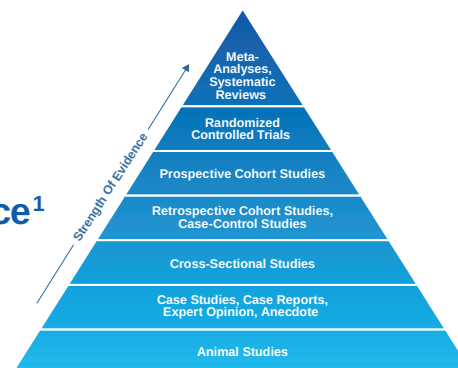 Meta-
Analyses,
Systematic
Reviews
Strength Of Evidence
Randomized
Controlled Trials
Prospective Cohort Studies
ce1
Retrospective Cohort Studies,
Case-Control Studies
Cross-Sectional Studies
Case Studies, Case Reports,
Expert Opinion, Anecdote
Animal Studies